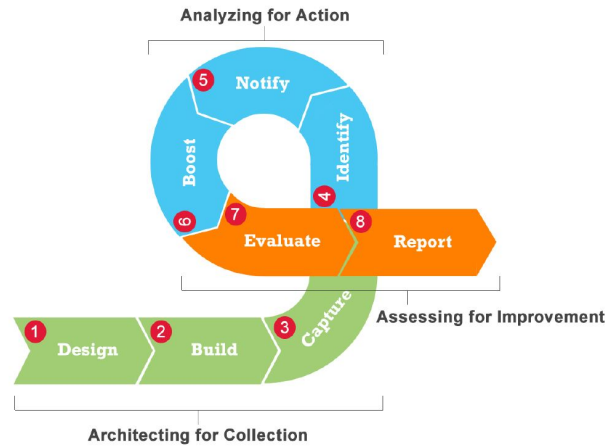 Analyzing for Action
5 Notify
4 Identify
6 Boost
7 Evaluate
8 Report
Assessing for Improvement
1 Design
2 Build
3 Capture
Architecting for Collection